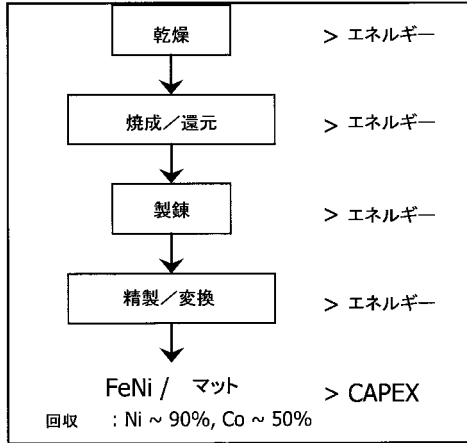 乾燥 > エネルギー
焼成／還元 > エネルギー
製錬 > エネルギー
精製／変換 > エネルギー
FeNi / マット > CAPEX
回収 : Ni ~ 90%, Co ~ 50%